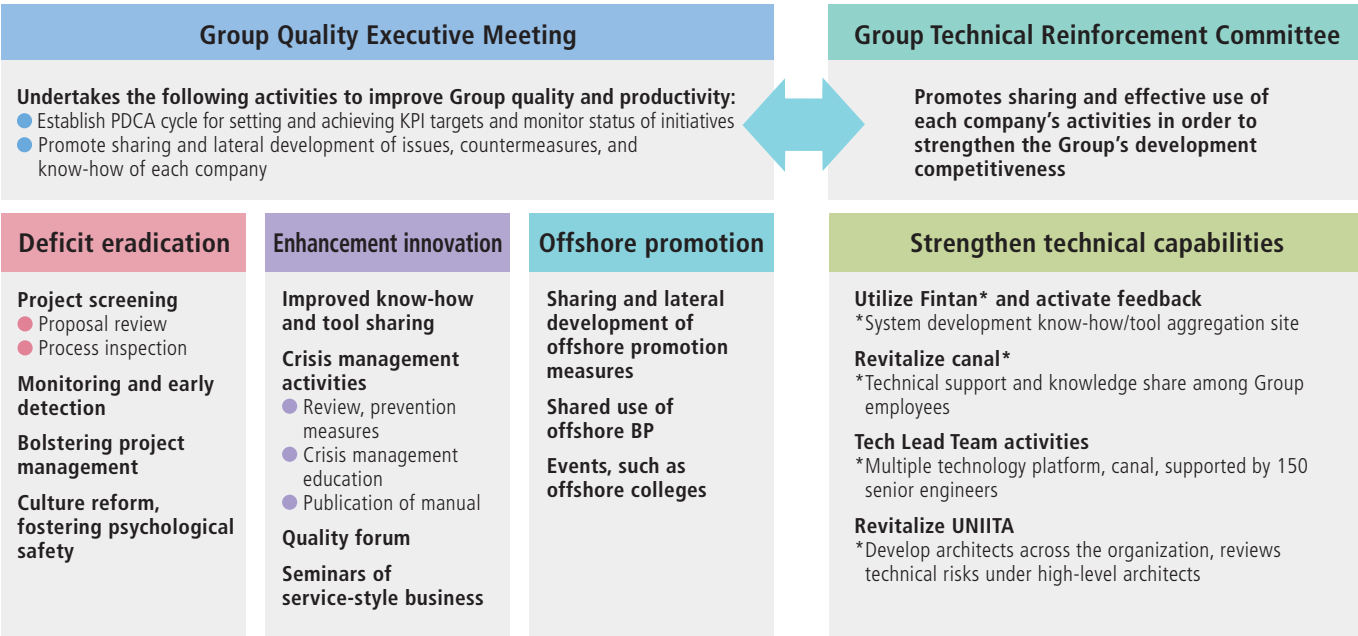 Group Quality Executive Meeting
Undertakes the following activities to improve Group quality and productivity:
● Establish PDCA cycle for setting and achieving KPI targets and monitor status of initiatives
● Promote sharing and lateral development of issues, countermeasures, and
know-how of each company
Group Technical Reinforcement Committee
Promotes sharing and effective use of
each company's activities in order to
strengthen the Group's development
competitiveness
Deficit eradication
Project screening
● Proposal review
● Process inspection
Monitoring and early
detection
Bolstering project
management
Culture reform,
fostering psychological
safety
Enhancement innovation
Improved know-how
and tool sharing
Crisis management
activities
● Review, prevention
measures
● Crisis management
education
● Publication of manual
Quality forum
Seminars of
service-style business
Offshore promotion
Sharing and lateral
development of
offshore promotion
measures
Shared use of
offshore BP
Events, such as
offshore colleges
Strengthen technical capabilities
Utilize Fintan* and activate feedback
*System development know-how/tool aggregation site
Revitalize canal*
*Technical support and knowledge share among Group
employees
Tech Lead Team activities
*Multiple technology platform, canal, supported by 150
senior engineers
Revitalize UNIITA
*Develop architects across the organization, reviews
technical risks under high-level architects